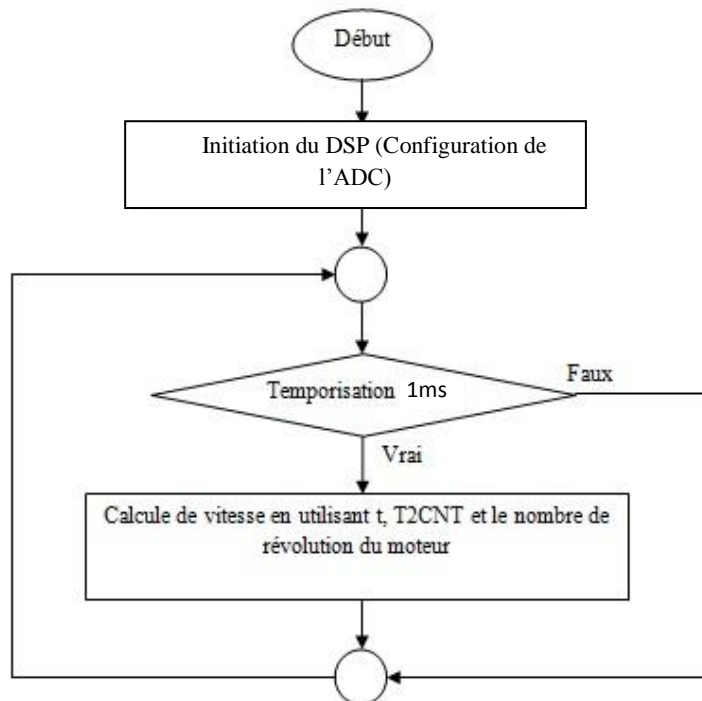 Début
Initiation du DSP (Configuration de
l’ADC)
Temporisation 1ms
Faux
Vrai
Calcule de vitesse en utilisant t, T2CNT et le nombre de
révolution du moteur